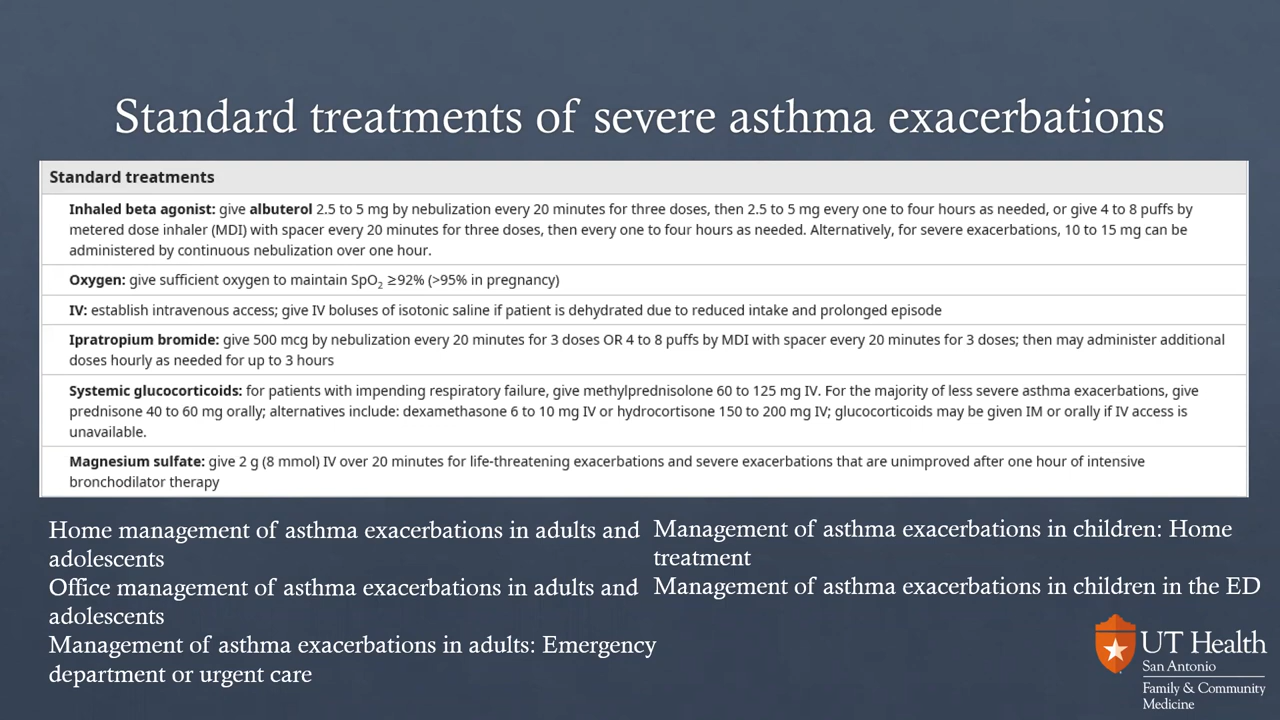 Standard treatments of severe asthma exacerbations
Standard treatments
Inhaled beta agonist: give albuterol 2.5 to 5 mg by nebulization every 20 minutes for three doses, then 2.5 to 5 mg every one to four hours as needed, or give 4 to 8 puffs by
metered dose inhaler (MDI) with spacer every 20 minutes for three doses, then every one to four hours as needed. Alternatively, for severe exacerbations, 10 to 15 mg can be
administered by continuous nebulization over one hour.
Oxygen: give sufficient oxygen to maintain SpO₂ ≥92% (>95% in pregnancy)
IV: establish intravenous access; give IV boluses of isotonic saline if patient is dehydrated due to reduced intake and prolonged episode
Ipratropium bromide: give 500 mcg by nebulization every 20 minutes for 3 doses OR 4 to 8 puffs by MDI with spacer every 20 minutes for 3 doses; then may administer additional
doses hourly as needed for up to 3 hours
Systemic glucocorticoids: for patients with impending respiratory failure, give methylprednisolone 60 to 125 mg IV. For the majority of less severe asthma exacerbations, give
prednisone 40 to 60 mg orally; alternatives include: dexamethasone 6 to 10 mg IV or hydrocortisone 150 to 200 mg IV; glucocorticoids may be given IM or orally if IV access is
unavailable.
Magnesium sulfate: give 2 g (8 mmol) IV over 20 minutes for life-threatening exacerbations and severe exacerbations that are unimproved after one hour of intensive
bronchodilator therapy
Home management of asthma exacerbations in adults and
adolescents
Office management of asthma exacerbations in adults and
adolescents
Management of asthma exacerbations in adults: Emergency
department or urgent care
Management of asthma exacerbations in children: Home
treatment
Management of asthma exacerbations in children in the ED
UT Health
San Antonio
Family & Community
Medicine